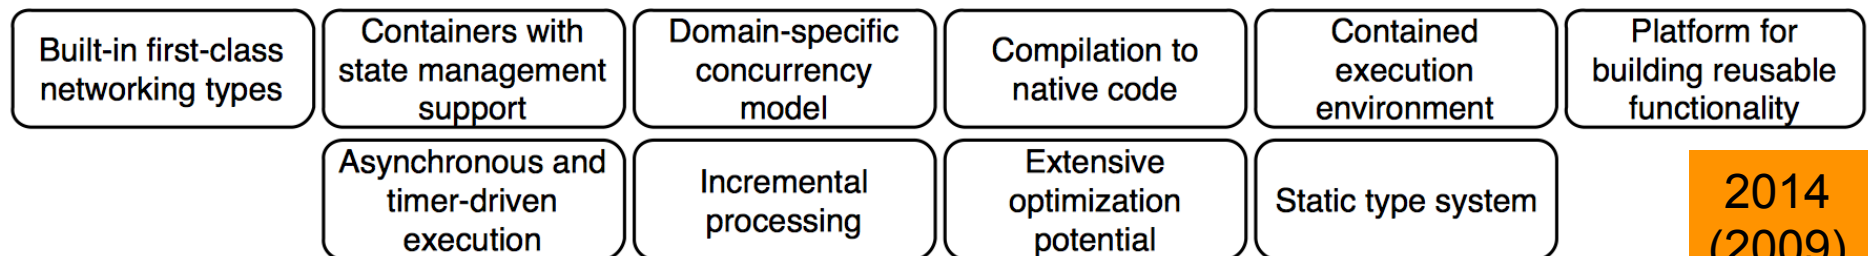 Built-in first-class
networking types
Containers with
state management
support
Domain-specific
concurrency
model
Compilation to
native code
Contained
execution
environment
Platform for
building reusable
functionality
Asynchronous and
timer-driven
execution
Incremental
processing
Extensive
optimization
potential
Static type system
2014
(2009)